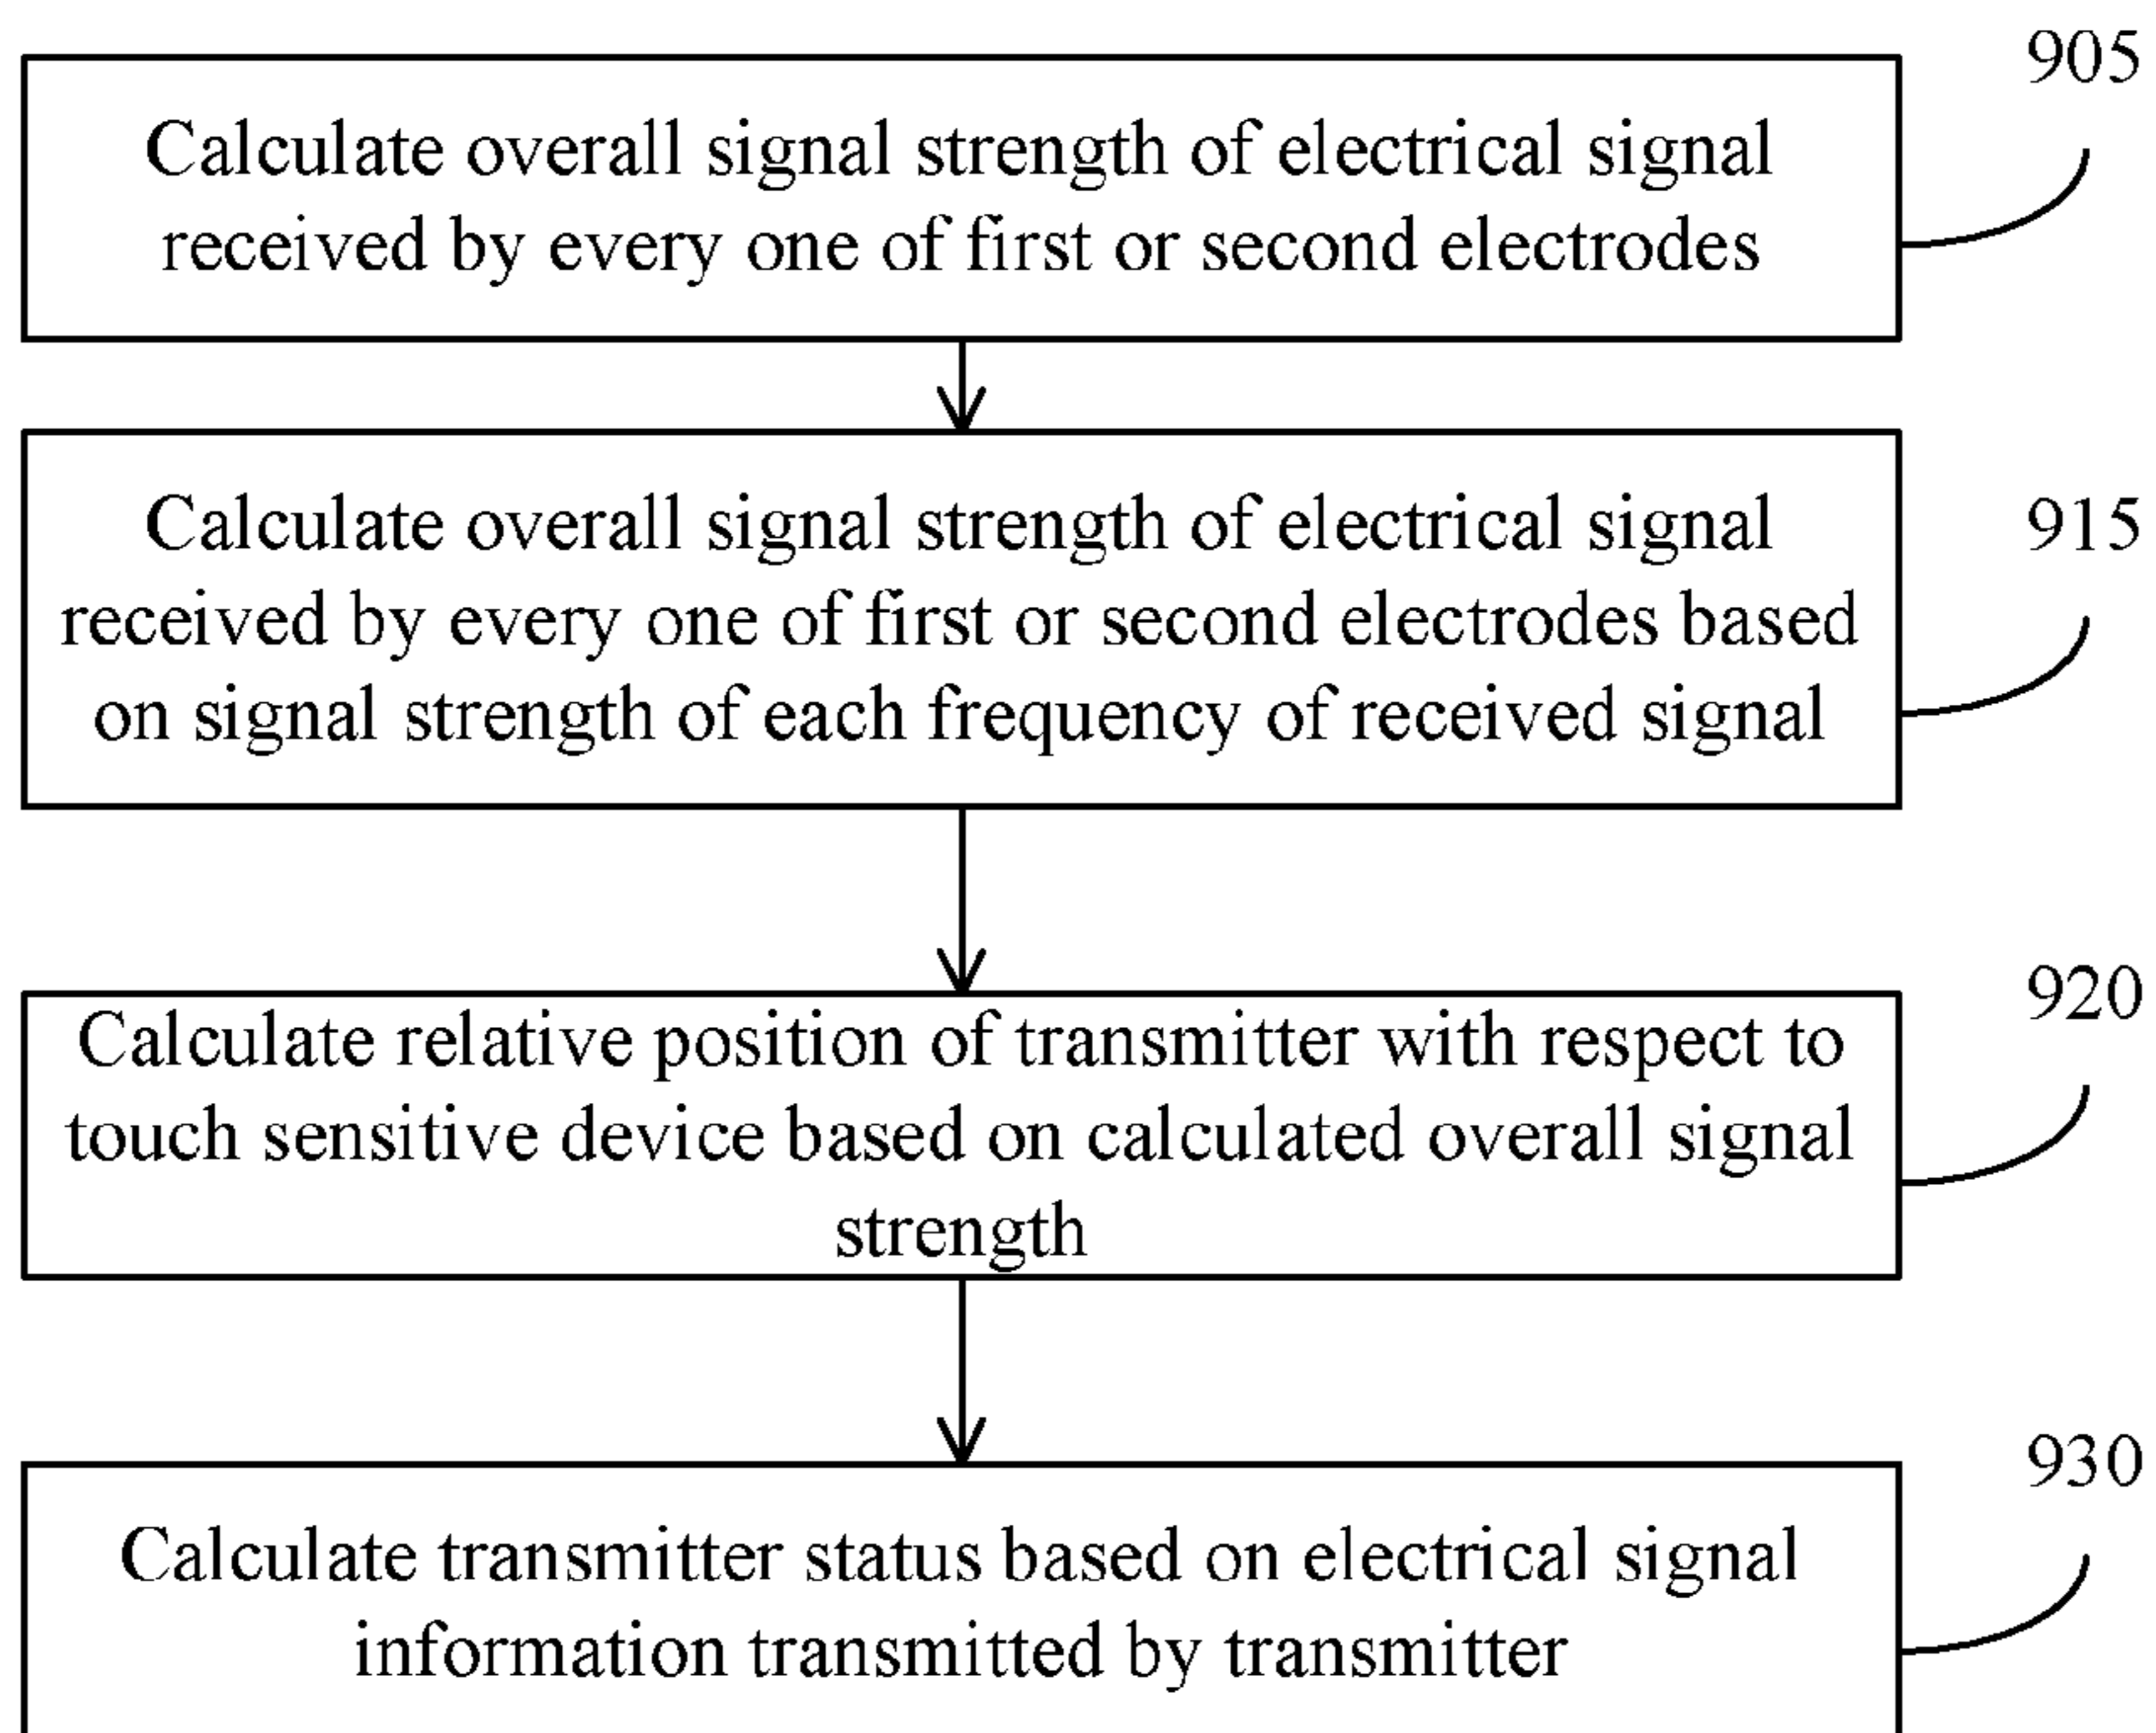 905
Calculate overall signal strength of electrical signal
received by every one of first or second electrodes
915
Calculate overall signal strength of electrical signal
received by every one of first or second electrodes based
on signal strength of each frequency of received signal
920
Calculate relative position of transmitter with respect to
touch sensitive device based on calculated overall signal
strength
930
Calculate transmitter status based on electrical signal
information transmitted by transmitter